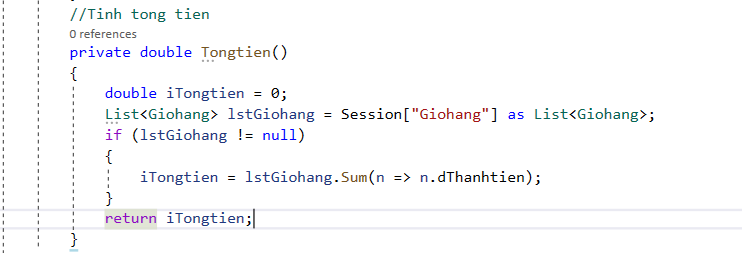 //Tinh tong tien
0 references
private double Tongtien()
{
double iTongtien = 0;
List<Giohang> lstGiohang = Session["Giohang"] as List<Giohang>;
if (lstGiohang != null)
{
iTongtien = lstGiohang.Sum(n => n.dThanhtien);
}
return iTongtien;
}